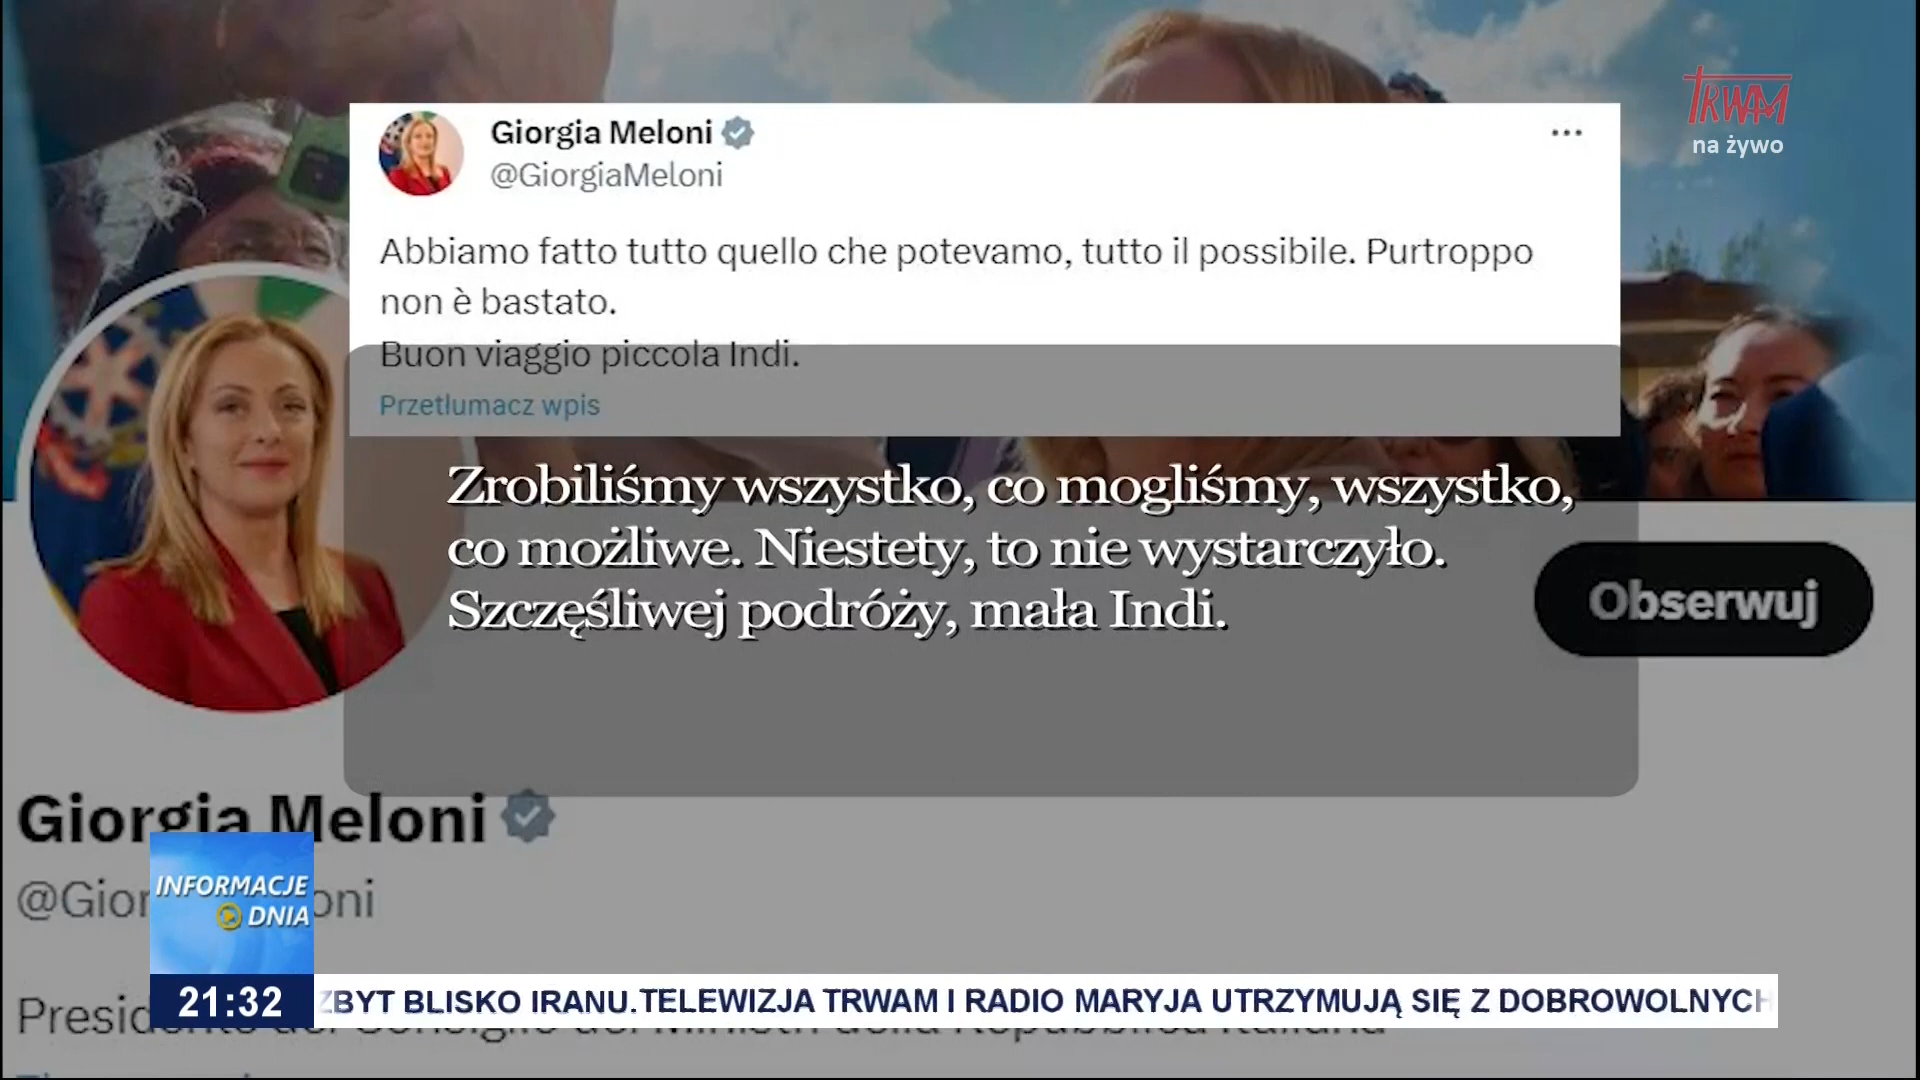 TRWAM
na żywo
Giorgia Meloni
@GiorgiaMeloni
Abbiamo fatto tutto quello che potevamo, tutto il possibile. Purtroppo
non è bastato.
Buon viaggio piccola Indi.
Przetłumacz wpis
Zrobiliśmy wszystko, co mogliśmy, wszystko,
co możliwe. Niestety, to nie wystarczyło.
Szczęśliwej podróży, mała Indi.
Obserwuj
Giorgia Meloni
INFORMACJE
DNIA
21:32
ZBYT BLISKO IRANU. TELEWIZJA TRWAM I RADIO MARYJA UTRZYMUJĄ SIĘ Z DOBROWOLNYCH